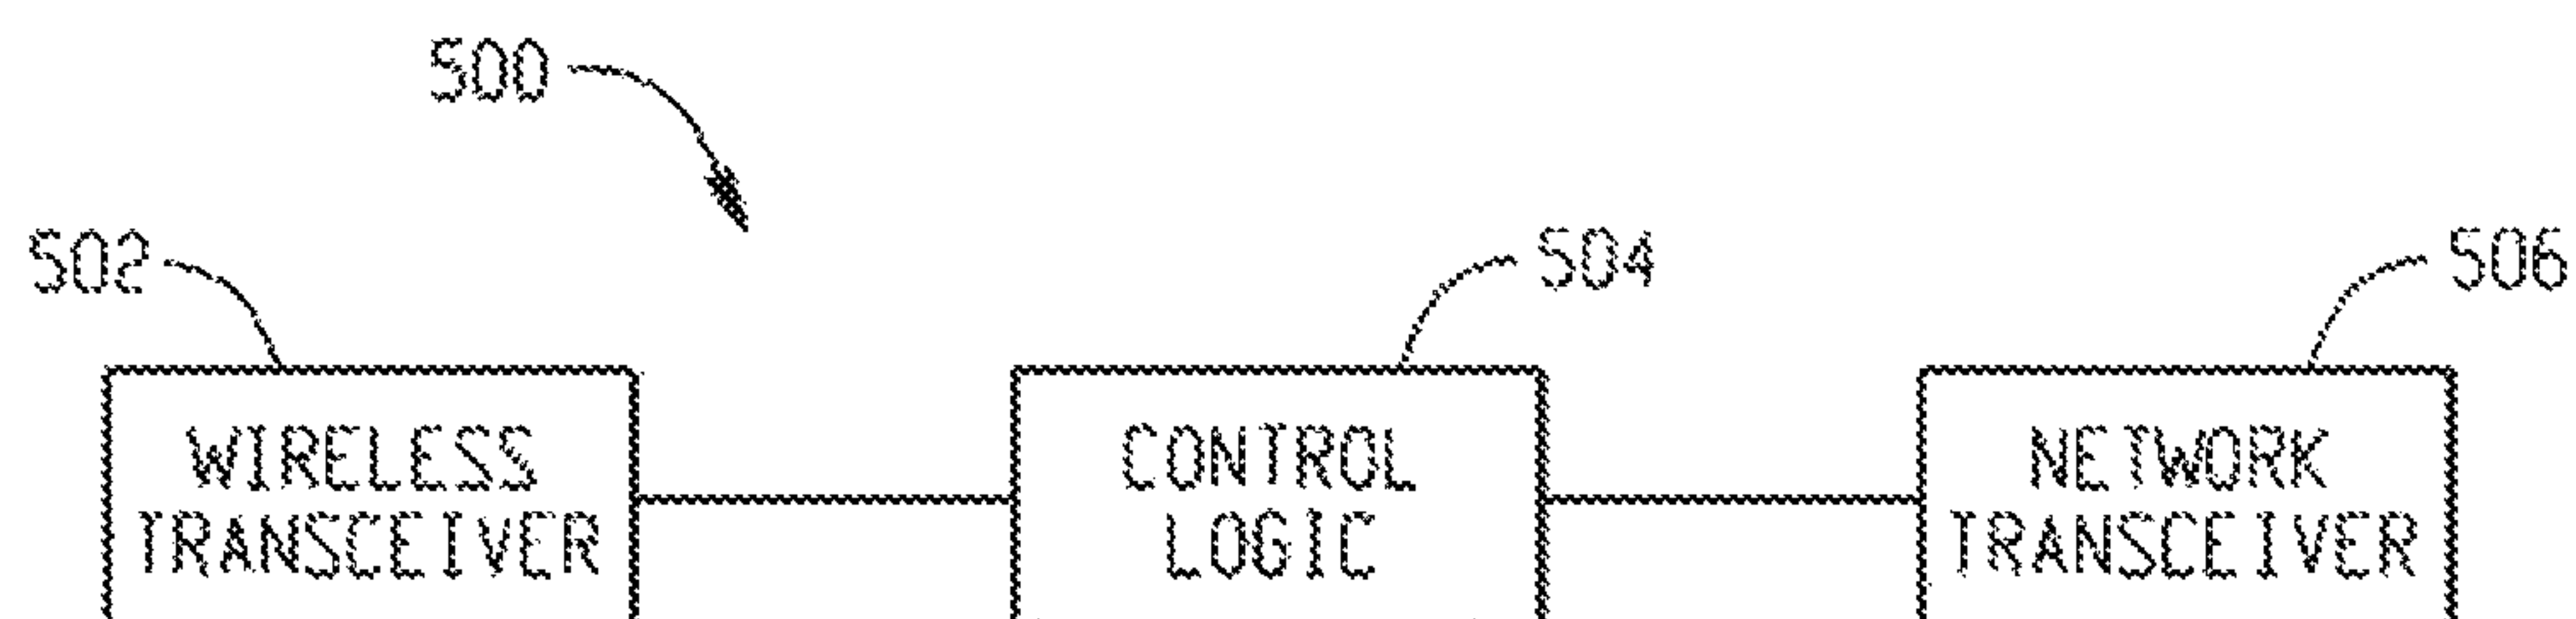 500
502
504
506
WIRELESS
TRANSCEIVER
CONTROL
LOGIC
NETWORK
TRANSCEIVER